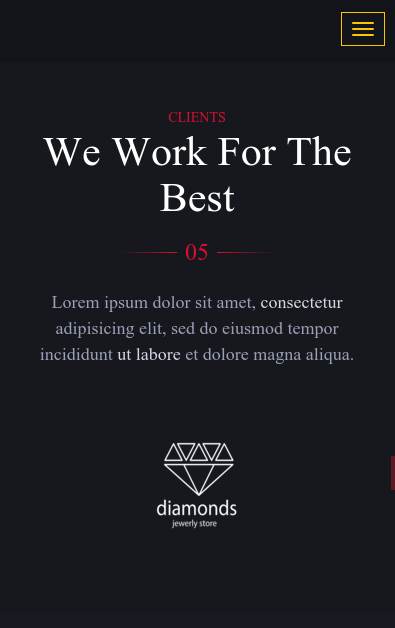 CLIENTS
We Work For The
Best
05
Lorem ipsum dolor sit amet, consectetur
adipisicing elit, sed do eiusmod tempor
incididunt ut labore et dolore magna aliqua.
diamonds
jewerly store